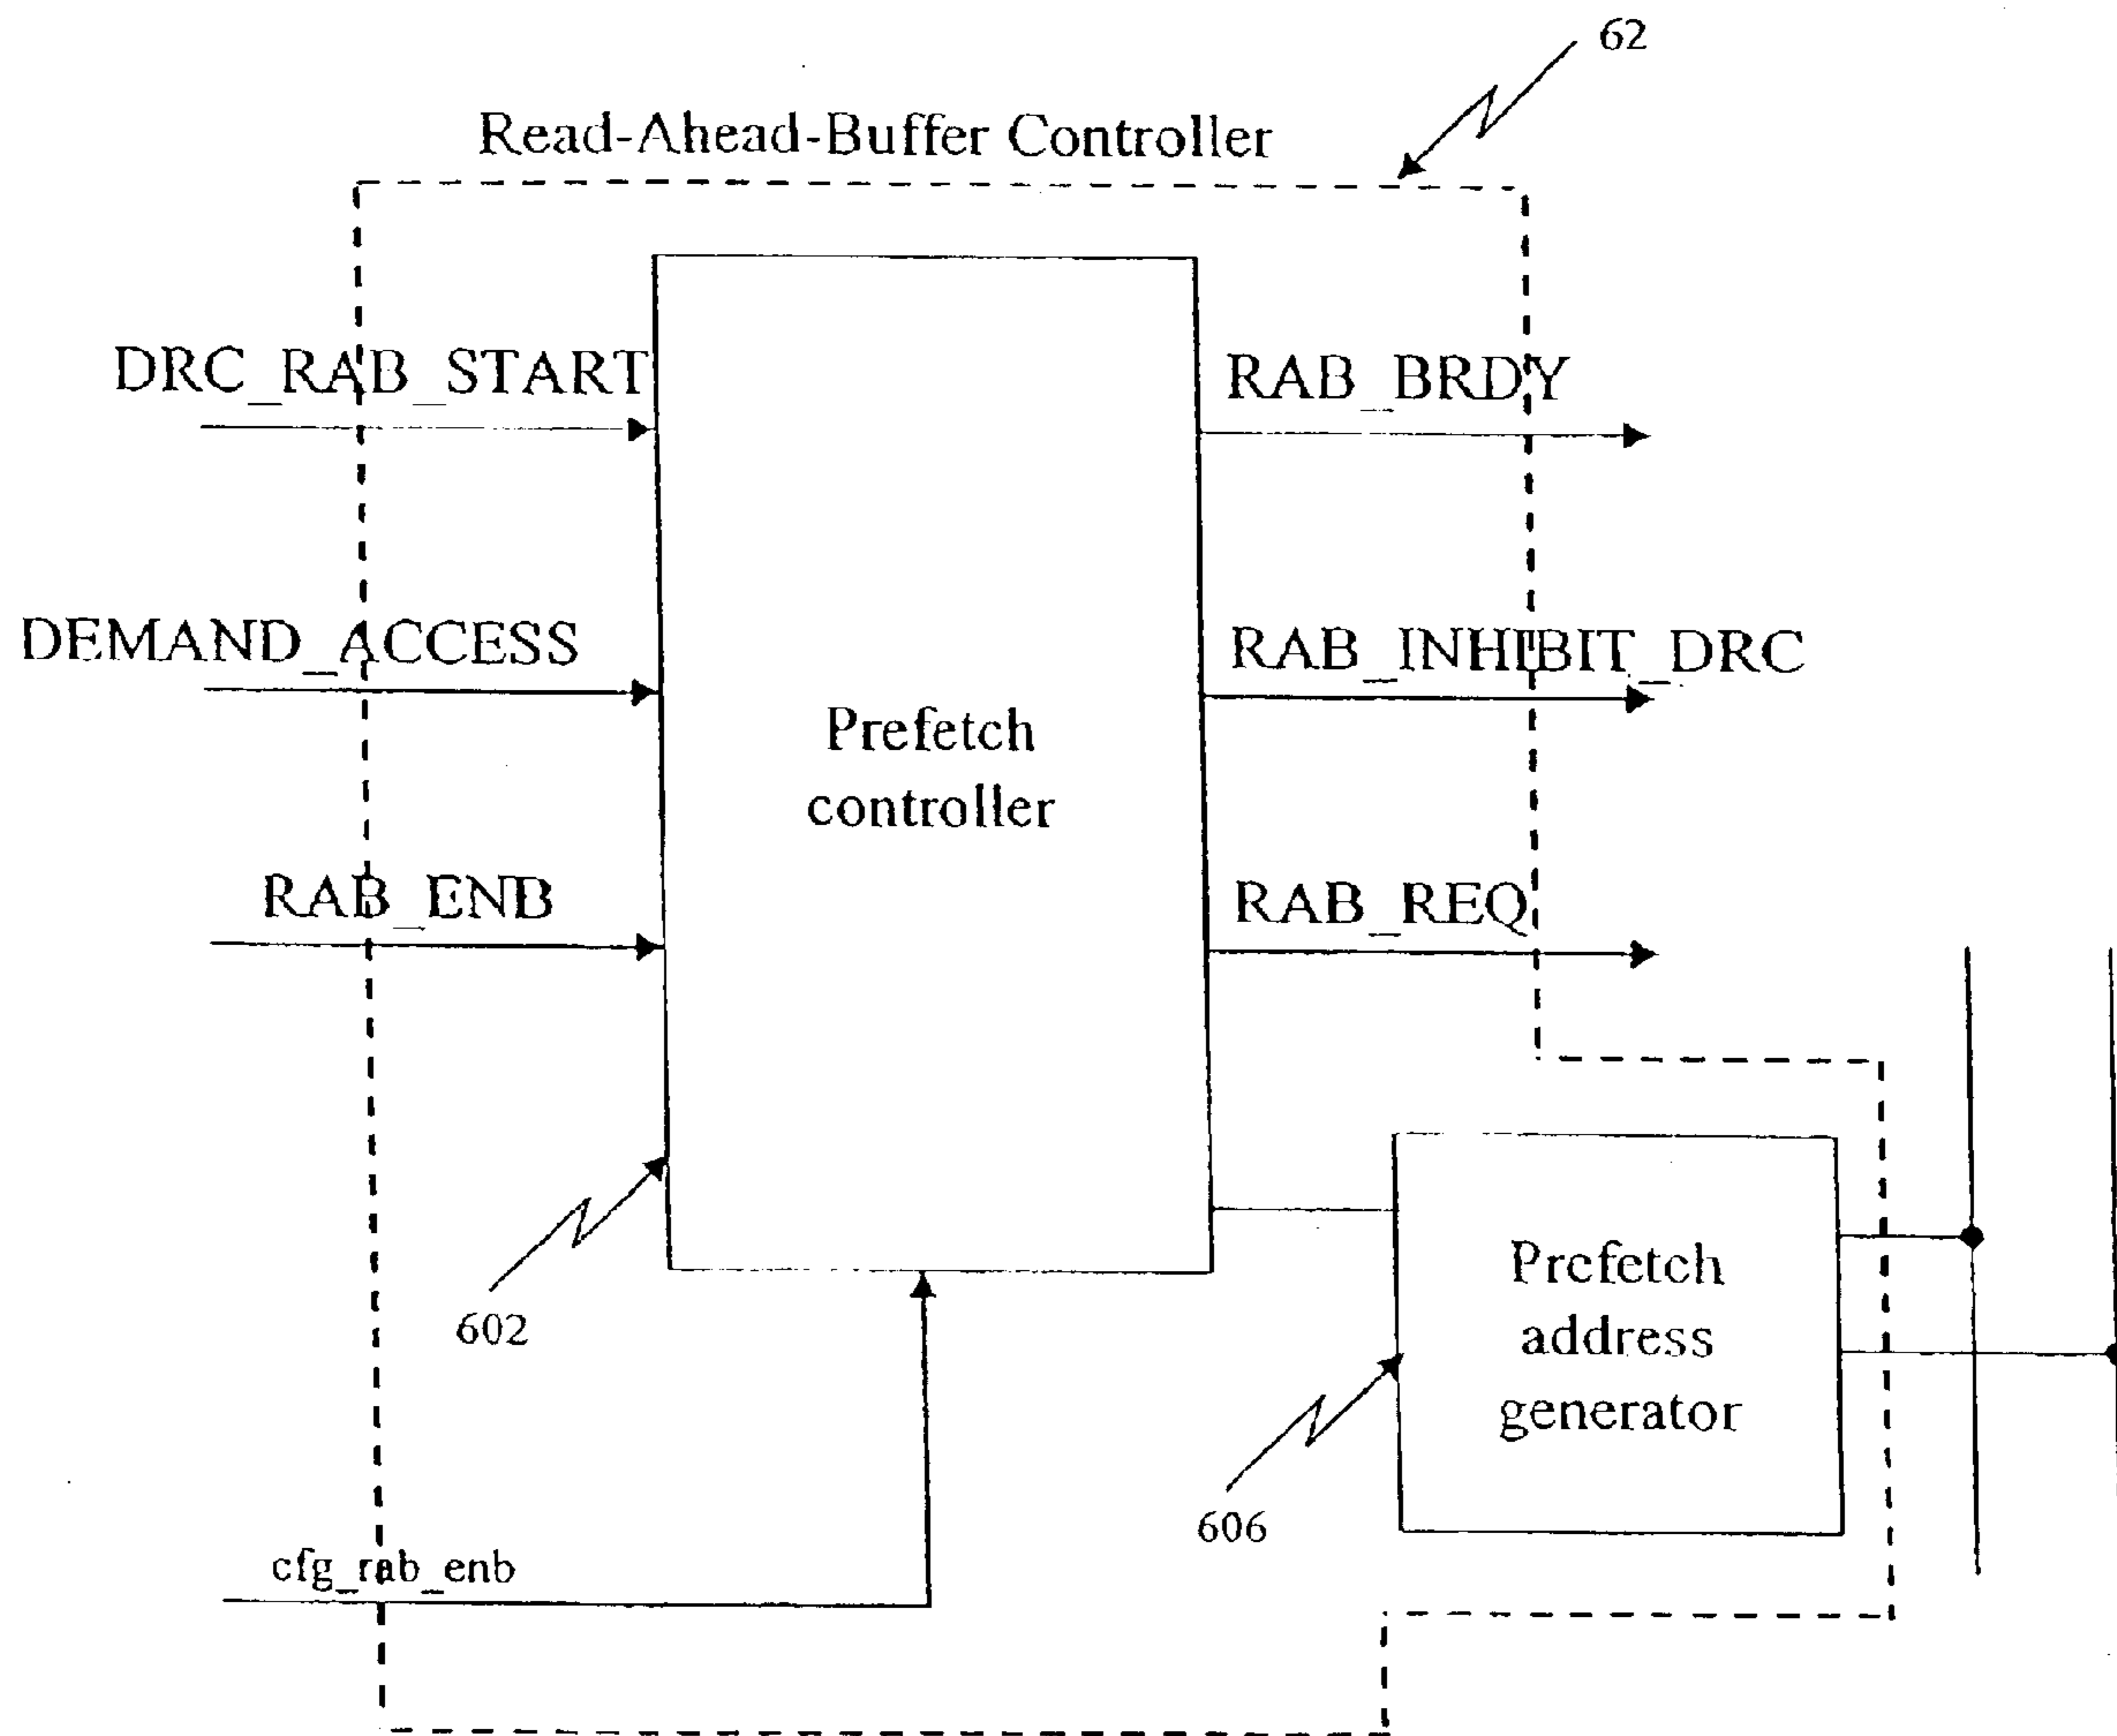 62
Read-Ahead-Buffer Controller
DRC_RAB_START
RAB_BRDY
DEMAND_ACCESS
RAB_INHIBIT_DRC
Prefetch
controller
RAB_ENB
RAB_REQ
602
Prefetch
address
generator
606
cfg_rab_enb